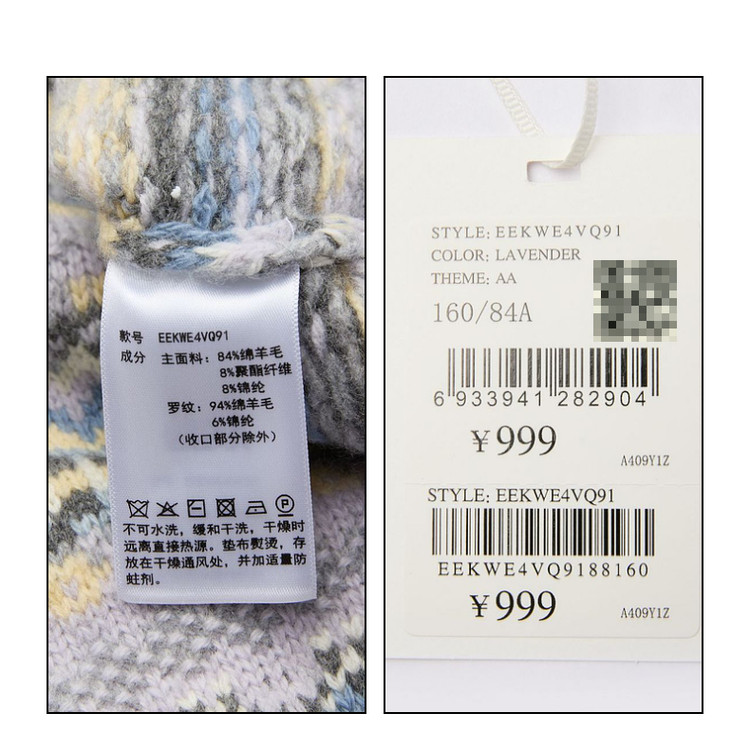 款号 EEKWE4VQ91
成分 主面料：84%绵羊毛
8%聚酯纤维
8%锦纶
罗纹：94%绵羊毛
6%锦纶
（收口部分除外）
P
不可水洗，缓和干洗，干燥时
远离直接热源。垫布熨烫，存
放在干燥通风处，并加适量防
蛀剂。
STYLE: EEKWE4VQ91
COLOR: LAVENDER
THEME: AA
160/84A
6 933941 282904
¥999
A409Y1Z
STYLE: EEKWE4VQ91
EEKWE4VQ9188160
¥999
A409Y1Z